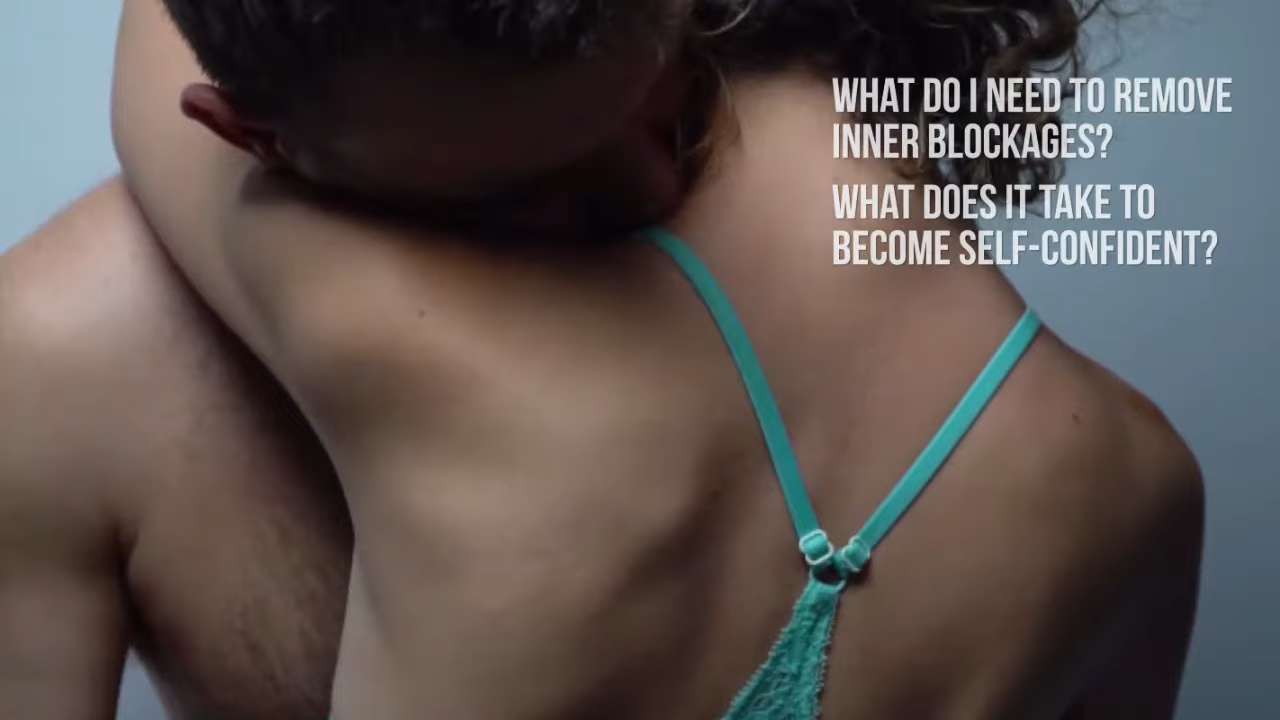 WHAT DO I NEED TO REMOVE
INNER BLOCKAGES?
WHAT DOES IT TAKE TO
BECOME SELF-CONFIDENT?